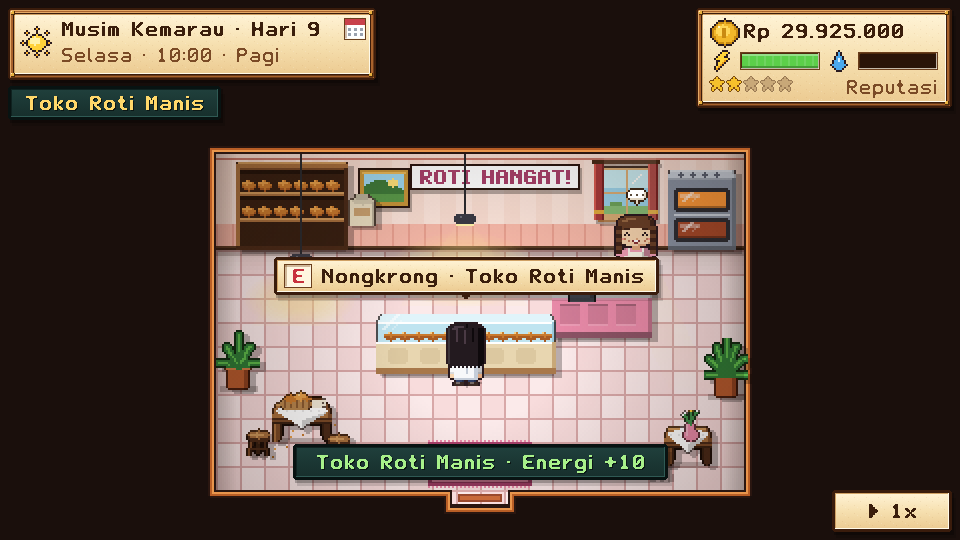 Musim Kemarau · Hari 9
Selasa · 10:00 · Pagi
Toko Roti Manis
Rp 29.925.000
Reputasi
ROTI HANGAT!
E Nongkrong · Toko Roti Manis
Toko Roti Manis · Energi +10
1x